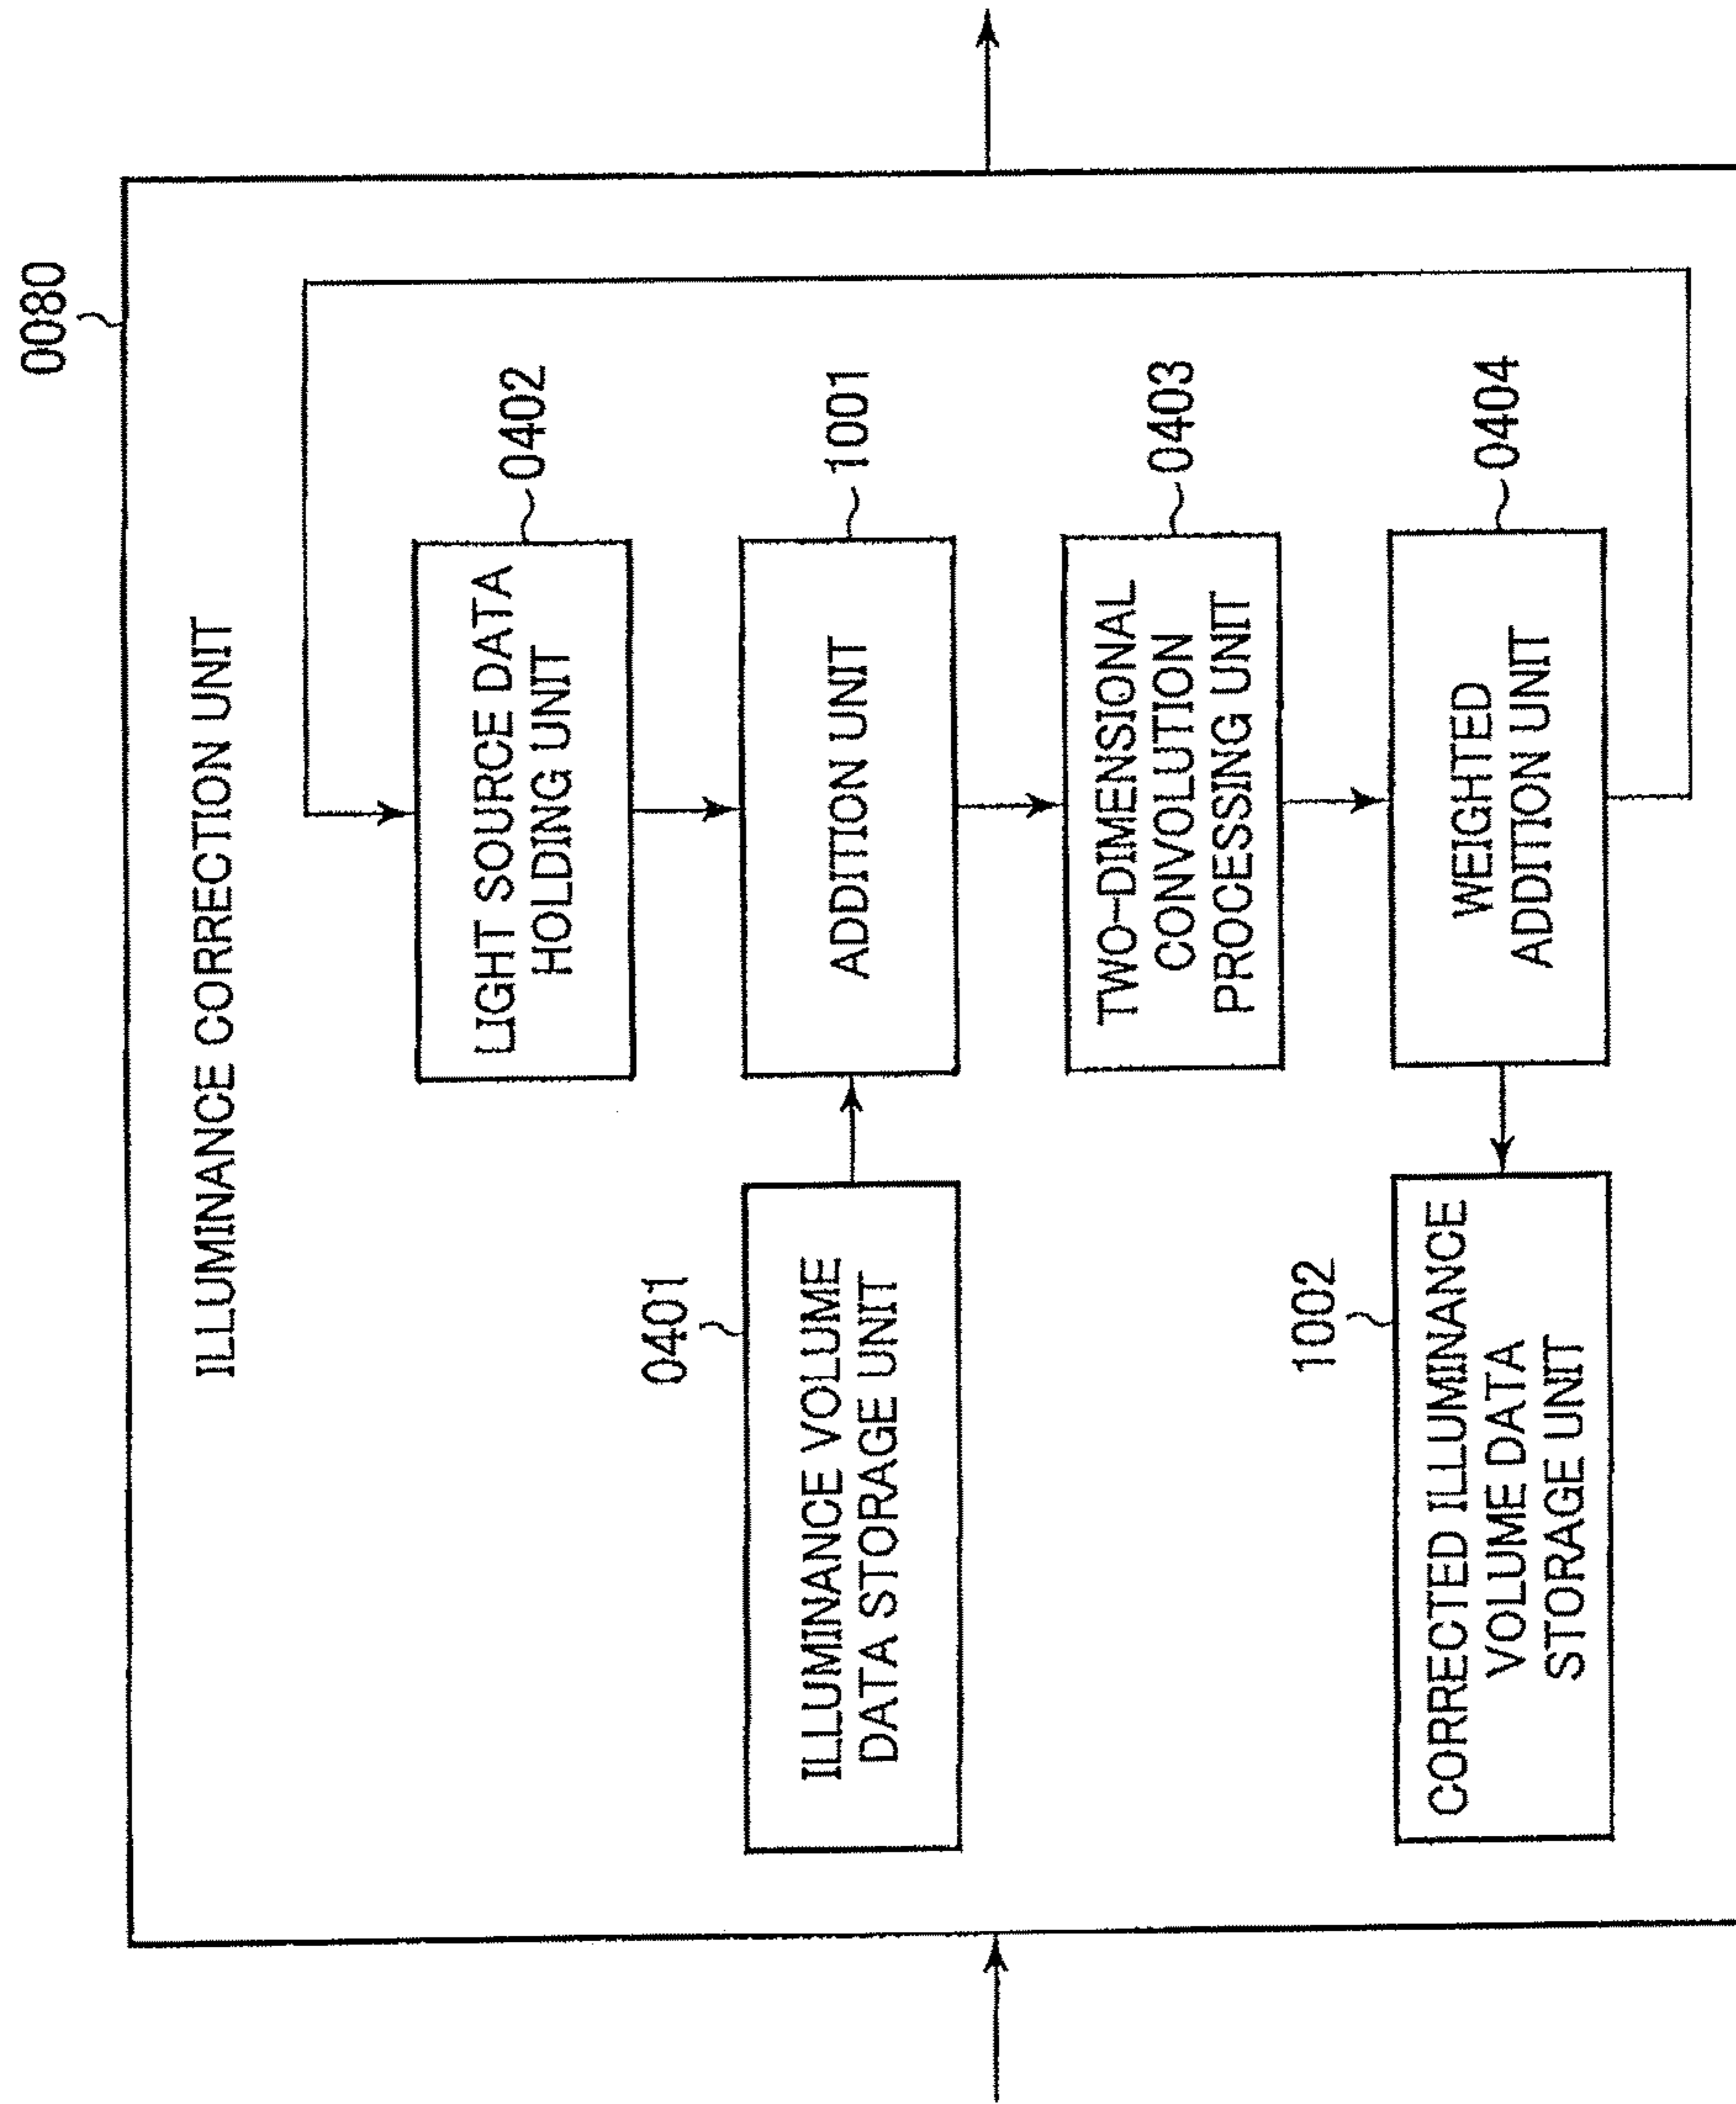 0080
ILLUMINANCE CORRECTION UNIT
LIGHT SOURCE DATA
HOLDING UNIT
0402
0401
ILLUMINANCE VOLUME
DATA STORAGE UNIT
ADDITION UNIT
1001
TWO-DIMENSIONAL
CONVOLUTION
PROCESSING UNIT
0403
1002
CORRECTED ILLUMINANCE
VOLUME DATA
STORAGE UNIT
WEIGHTED
ADDITION UNIT
0404